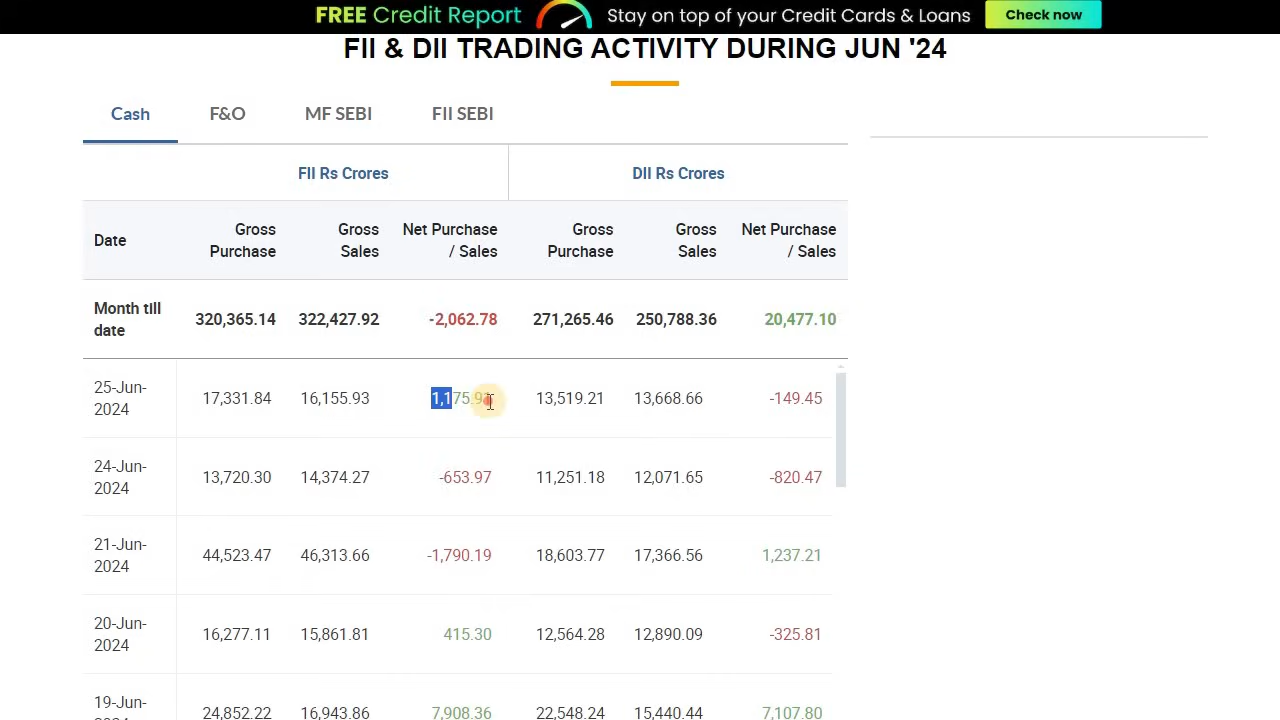 FREE Credit Report Stay on top of your Credit Cards & Loans Check now
FII & DII TRADING ACTIVITY DURING JUN '24
Cash F&O MF SEBI FII SEBI
FII Rs Crores DII Rs Crores
Date Gross Purchase Gross Sales Net Purchase / Sales Gross Purchase Gross Sales Net Purchase / Sales
Month till date 320,365.14 322,427.92 -2,062.78 271,265.46 250,788.36 20,477.10
25-Jun-2024 17,331.84 16,155.93 1,175.91 13,519.21 13,668.66 -149.45
24-Jun-2024 13,720.30 14,374.27 -653.97 11,251.18 12,071.65 -820.47
21-Jun-2024 44,523.47 46,313.66 -1,790.19 18,603.77 17,366.56 1,237.21
20-Jun-2024 16,277.11 15,861.81 415.30 12,564.28 12,890.09 -325.81
19-Jun- 24,852.22 16,943.86 7,908.36 22,548.24 15,440.44 7,107.80